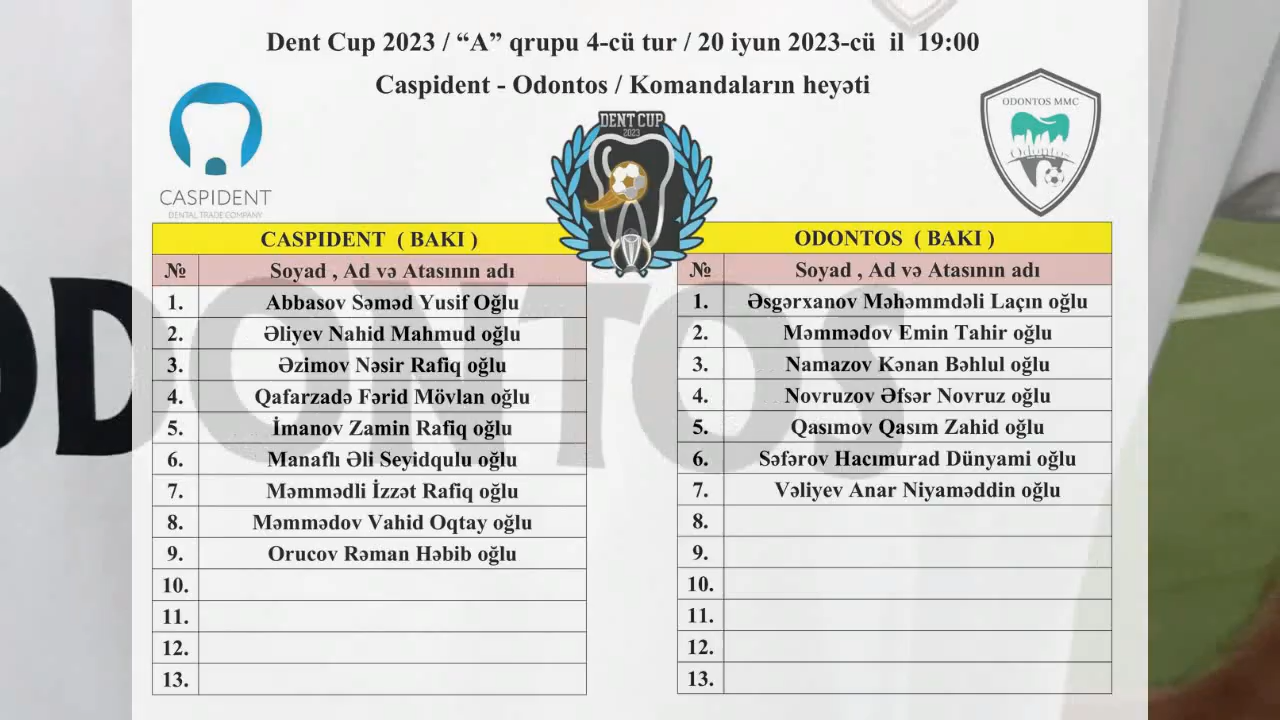 Dent Cup 2023 / “A” qrupu 4-cü tur / 20 iyun 2023-cü il 19:00
Caspident - Odontos / Komandaların heyəti
CASPIDENT
DENTAL TRADE COMPANY
DENT CUP
2023
ODONTOS MMC
Odontos
CASPIDENT ( BAKI )
№ Soyad , Ad və Atasının adı
1. Abbasov Səməd Yusif Oğlu
2. Əliyev Nahid Mahmud oğlu
3. Əzimov Nəsir Rafiq oğlu
4. Qafarzadə Fərid Mövlan oğlu
5. İmanov Zamin Rafiq oğlu
6. Manaflı Əli Seyidqulu oğlu
7. Məmmədli İzzət Rafiq oğlu
8. Məmmədov Vahid Oqtay oğlu
9. Orucov Rəman Həbib oğlu
10.
11.
12.
13.
ODONTOS ( BAKI )
№ Soyad , Ad və Atasının adı
1. Əsgərxanov Məhəmmdəli Laçın oğlu
2. Məmmədov Emin Tahir oğlu
3. Namazov Kənan Bəhlul oğlu
4. Novruzov Əfsər Novruz oğlu
5. Qasımov Qasım Zahid oğlu
6. Səfərov Hacımurad Dünyami oğlu
7. Vəliyev Anar Niyaməddin oğlu
8.
9.
10.
11.
12.
13.
ODONTOS